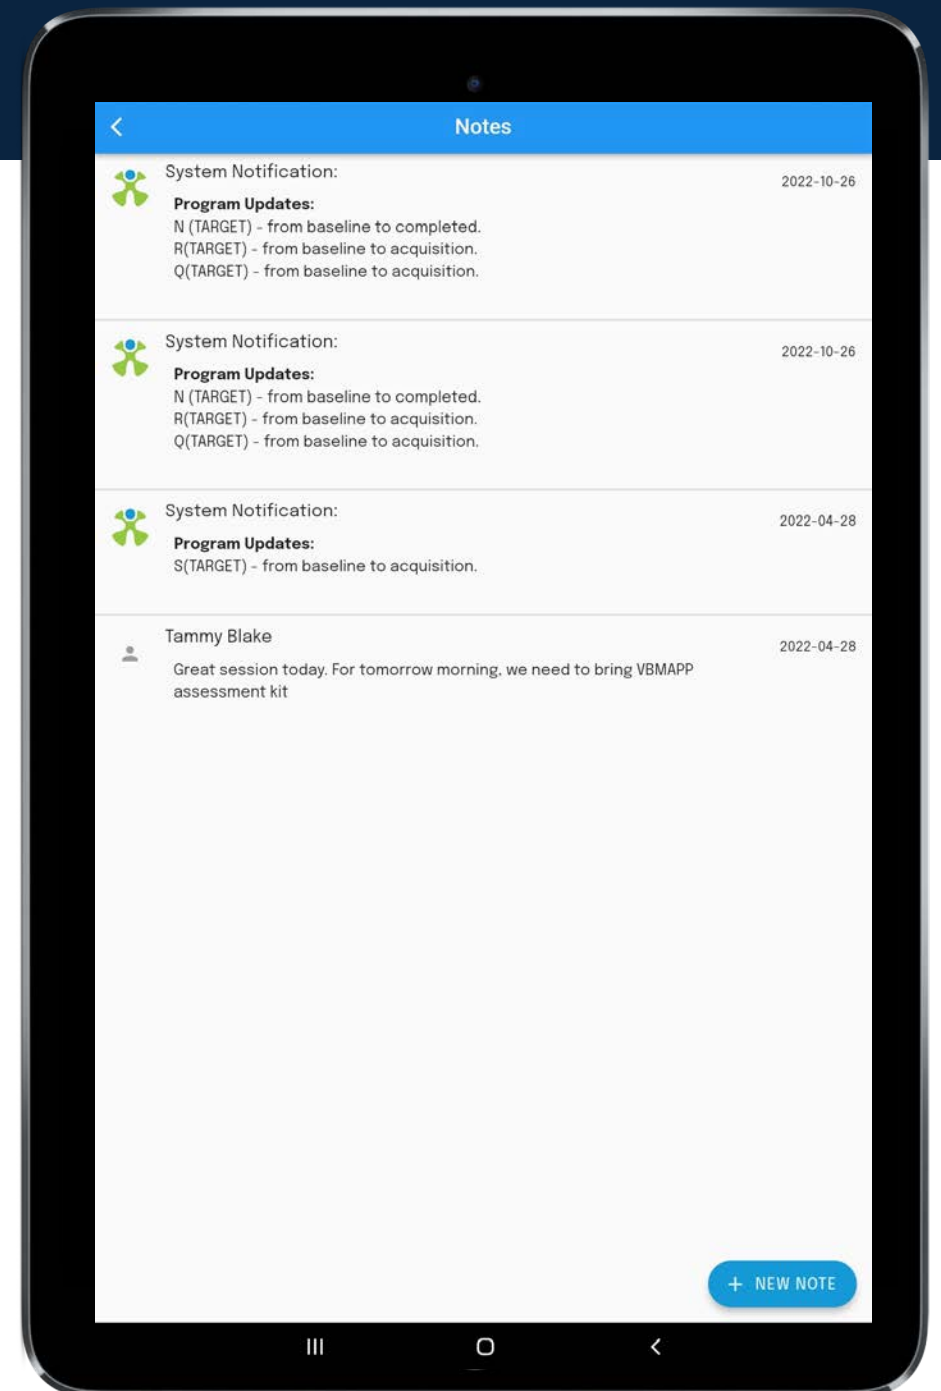 Notes
System Notification:
2022-10-26
Program Updates:
N (TARGET) - from baseline to completed.
R(TARGET) - from baseline to acquisition.
Q(TARGET) - from baseline to acquisition.
System Notification:
2022-10-26
Program Updates:
N (TARGET) - from baseline to completed.
R(TARGET) - from baseline to acquisition.
Q(TARGET) - from baseline to acquisition.
System Notification:
2022-04-28
Program Updates:
S(TARGET) - from baseline to acquisition.
Tammy Blake
2022-04-28
Great session today. For tomorrow morning, we need to bring VBMAPP
assessment kit
+ NEW NOTE